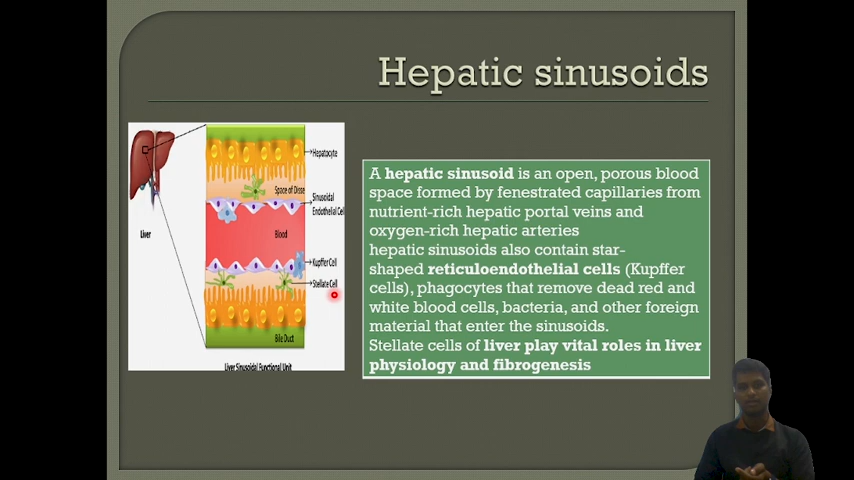 Hepatic sinusoids
Hepatocyte
Space of Disse
Sinusoidal
Endothelial Cell
Liver
Blood
Kupffer Cell
Stellate Cell
Bile Duct
Liver Sinusoidal Functional Unit
A hepatic sinusoid is an open, porous blood
space formed by fenestrated capillaries from
nutrient-rich hepatic portal veins and
oxygen-rich hepatic arteries
hepatic sinusoids also contain star-
shaped reticuloendothelial cells (Kupffer
cells), phagocytes that remove dead red and
white blood cells, bacteria, and other foreign
material that enter the sinusoids.
Stellate cells of liver play vital roles in liver
physiology and fibrogenesis